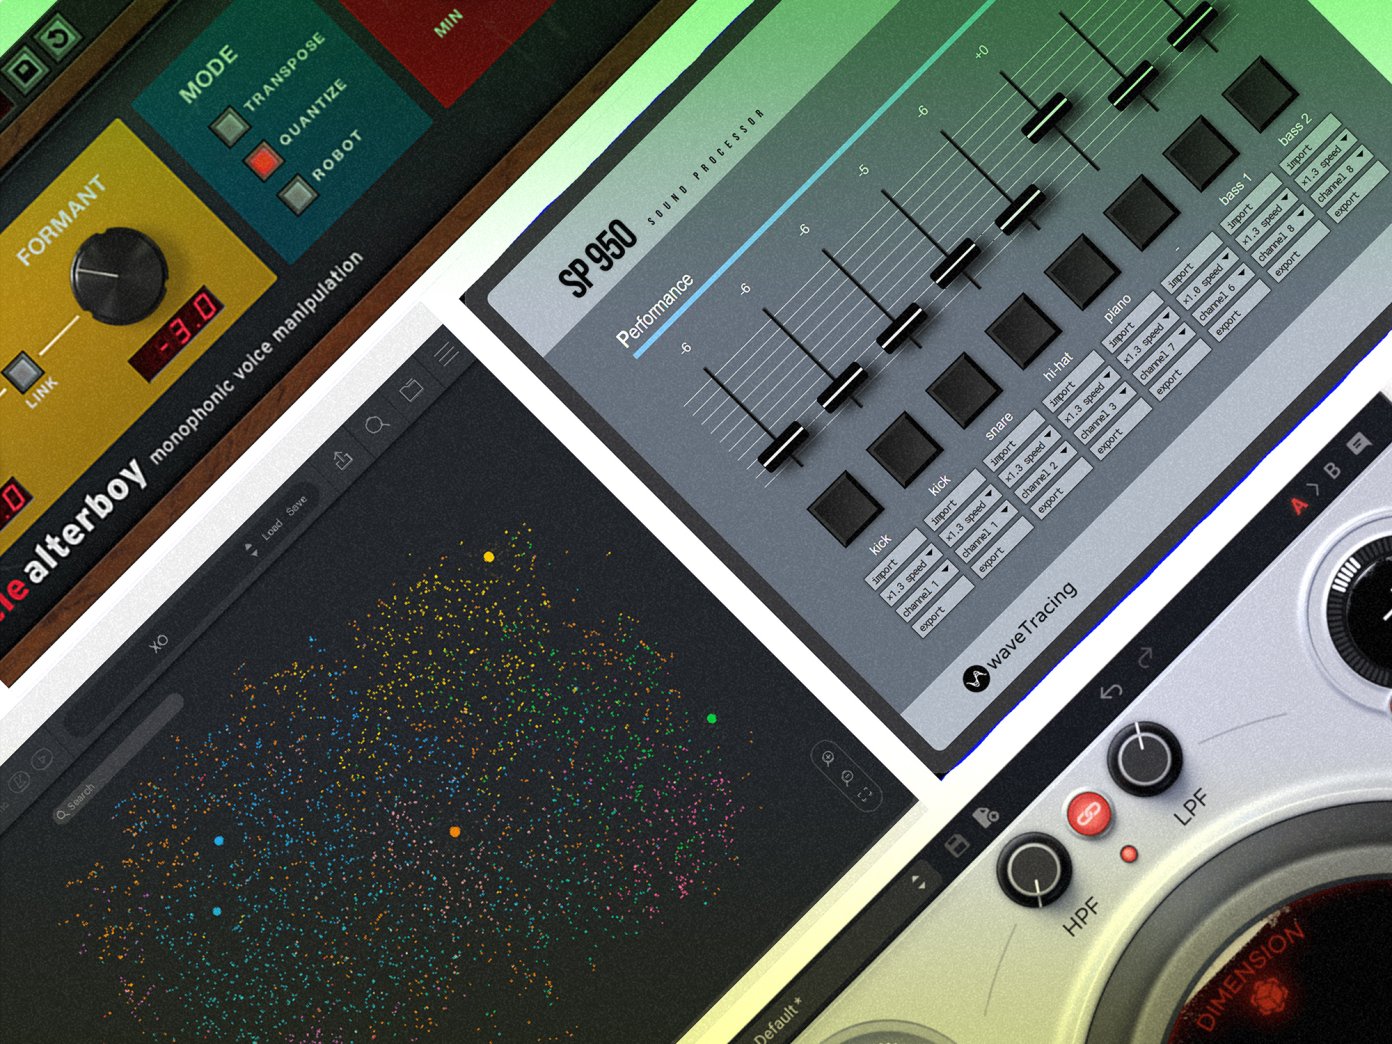 MIN
MODE
TRANSPOSE
QUANTIZE
ROBOT
FORMANT
-3.0
LINK
alterboy monophonic voice manipulation
SP 950 SOUND PROCESSOR
Performance
-6
-6
-6
-5
-6
+0
kick
import
x1.3 speed
channel 1
export
kick
import
x1.3 speed
channel 1
export
snare
import
x1.3 speed
channel 2
export
hi-hat
import
x1.3 speed
channel 3
export
piano
import
x1.3 speed
channel 7
export
-
import
x1.0 speed
channel 6
export
bass 1
import
x1.3 speed
channel 8
export
bass 2
import
x1.3 speed
channel 8
export
waveTracing
Load Save
XO
Search
A > B
LPF
HPF
DIMENSION
Default*